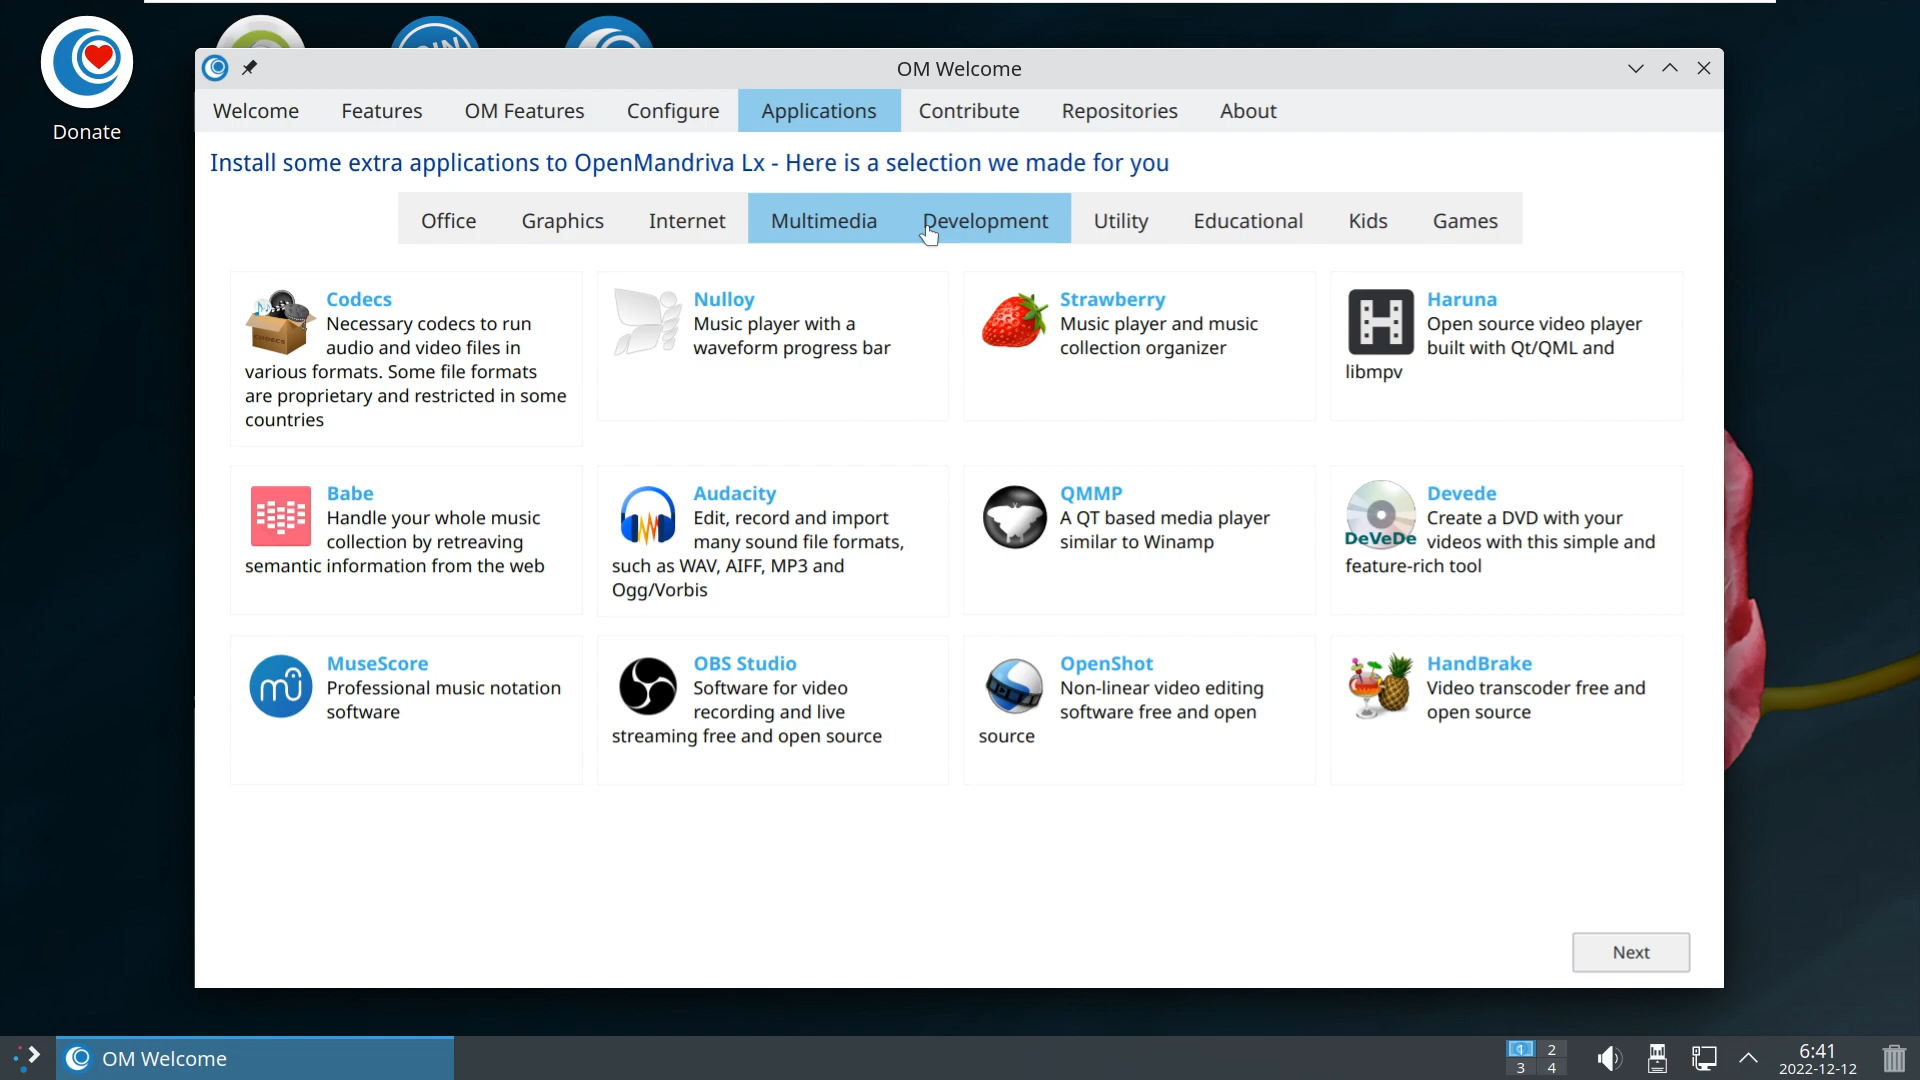 Donate
OM Welcome
Welcome Features OM Features Configure Applications Contribute Repositories About
Install some extra applications to OpenMandriva Lx - Here is a selection we made for you
Office Graphics Internet Multimedia Development Utility Educational Kids Games
Codecs
Necessary codecs to run
audio and video files in
various formats. Some file formats
are proprietary and restricted in some
countries
Nulloy
Music player with a
waveform progress bar
Strawberry
Music player and music
collection organizer
Haruna
Open source video player
built with Qt/QML and
libmpv
Babe
Handle your whole music
collection by retreaving
semantic information from the web
Audacity
Edit, record and import
many sound file formats,
such as WAV, AIFF, MP3 and
Ogg/Vorbis
QMMP
A QT based media player
similar to Winamp
DeVeDe
Devede
Create a DVD with your
videos with this simple and
feature-rich tool
MuseScore
Professional music notation
software
OBS Studio
Software for video
recording and live
streaming free and open source
OpenShot
Non-linear video editing
software free and open
source
HandBrake
Video transcoder free and
open source
Next
OM Welcome
1 2
3 4
6:41
2022-12-12